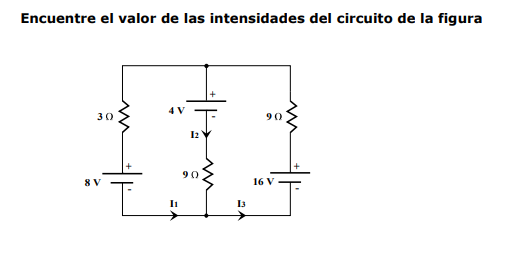 Encuentre el valor de las intensidades del circuito de la figura
+
4 V
3 Ω
9 Ω
-
I2
+
+
9 Ω
8 V
16 V
-
-
I1
I3